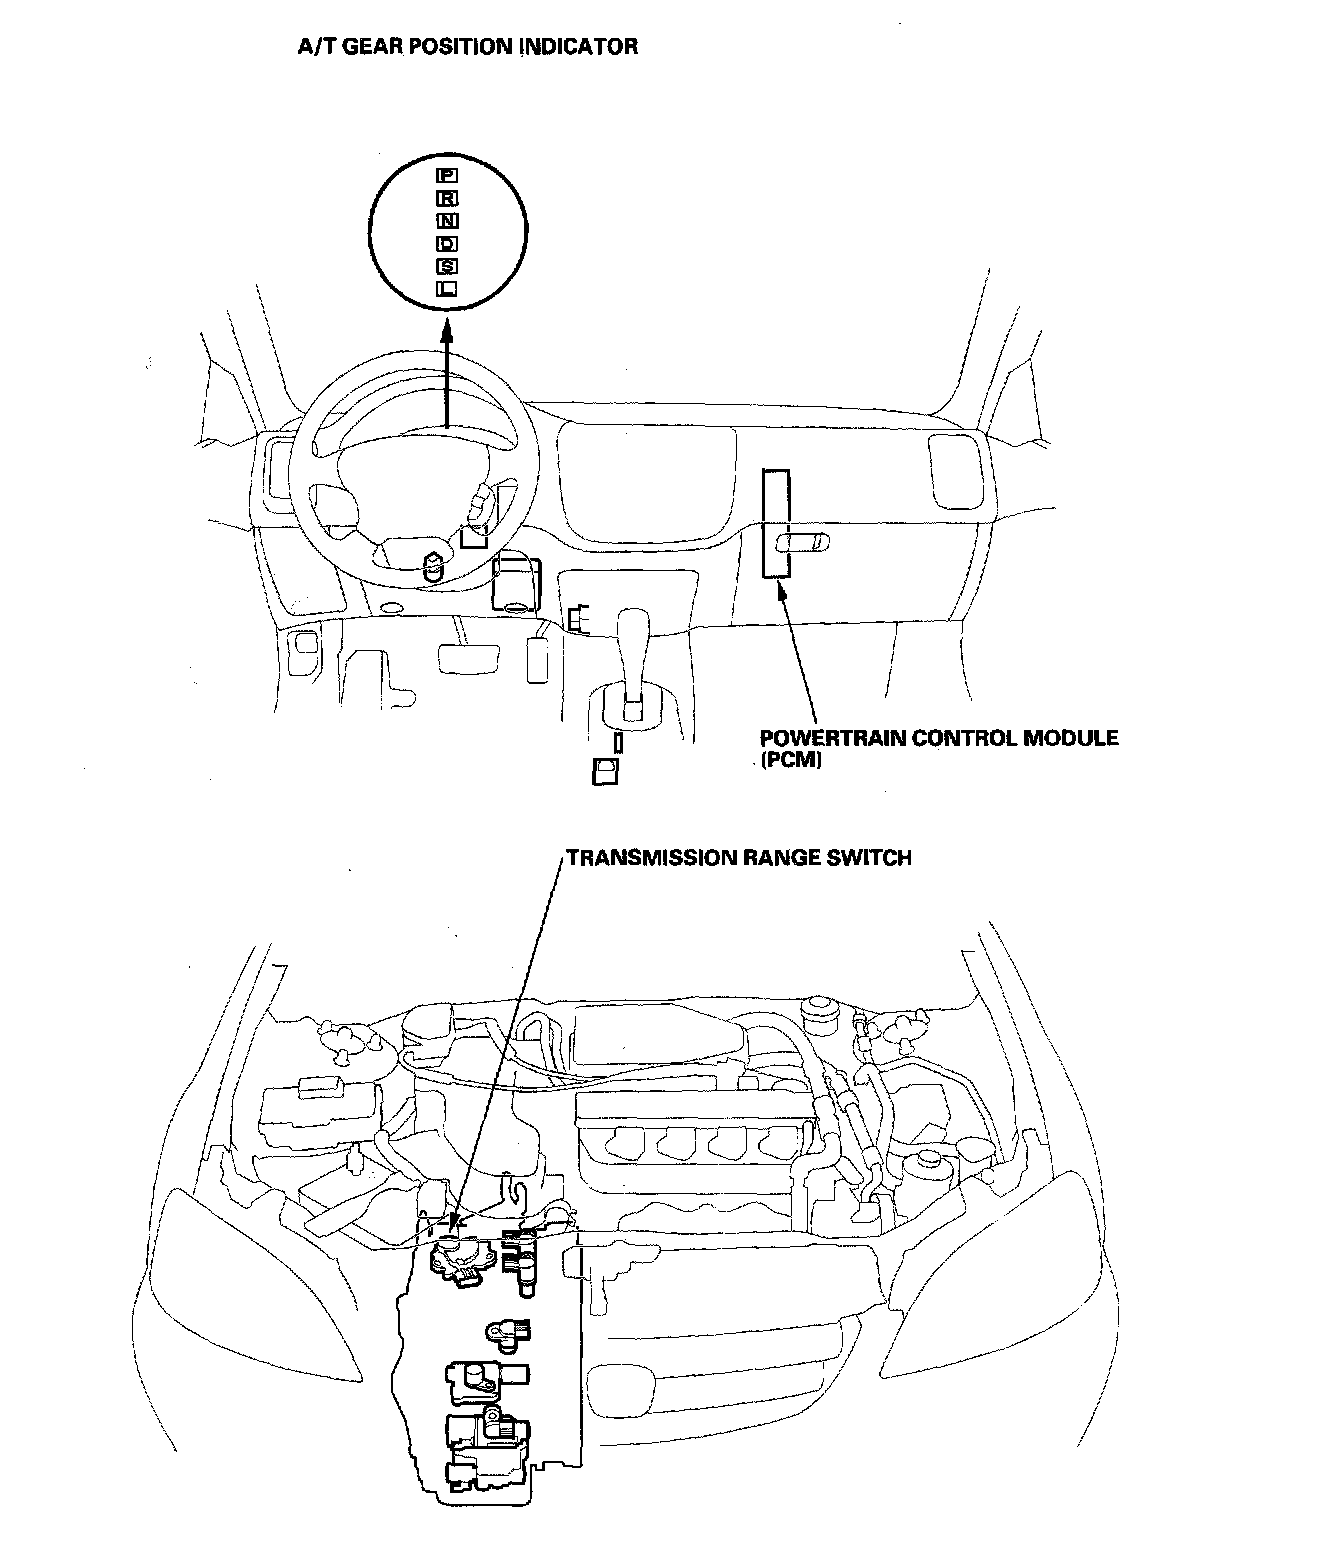 A/T GEAR POSITION INDICATOR
P
R
N
D
S
L
POWERTRAIN CONTROL MODULE
(PCM)
TRANSMISSION RANGE SWITCH